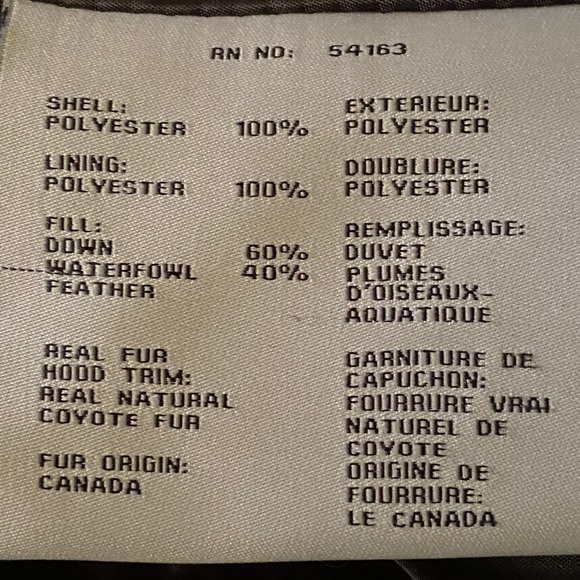 RN NO: 54163
SHELL:
POLYESTER 100%
LINING:
POLYESTER 100%
FILL:
DOWN 60%
WATERFOWL 40%
FEATHER
REAL FUR
HOOD TRIM:
REAL NATURAL
COYOTE FUR
FUR ORIGIN:
CANADA
EXTERIEUR:
POLYESTER
DOUBLURE:
POLYESTER
REMPLISSAGE:
DUVET
PLUMES
D'OISEAUX-
AQUATIQUE
GARNITURE DE
CAPUCHON:
FOURRURE VRAI
NATUREL DE
COYOTE
ORIGINE DE
FOURRURE:
LE CANADA